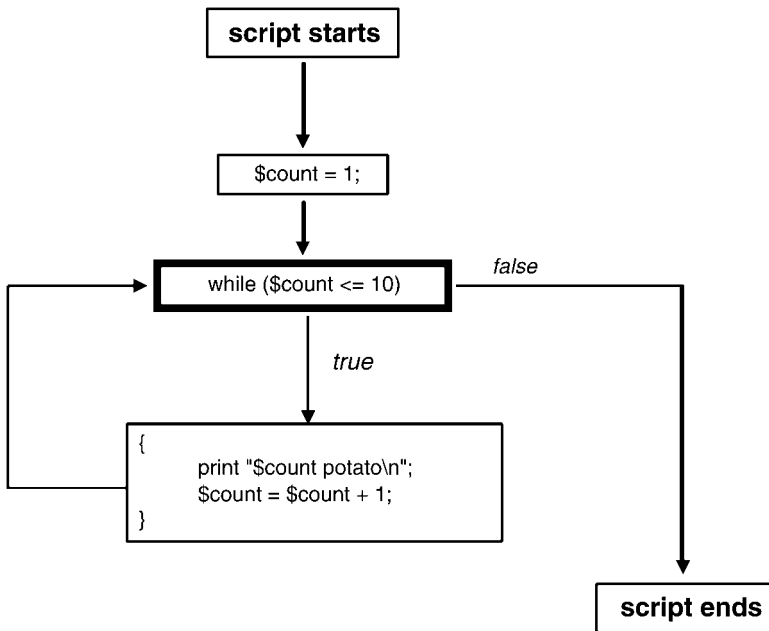 script starts
$count = 1;
while ($count <= 10)
false
true
{
print "$count potato\n";
$count = $count + 1;
}
script ends